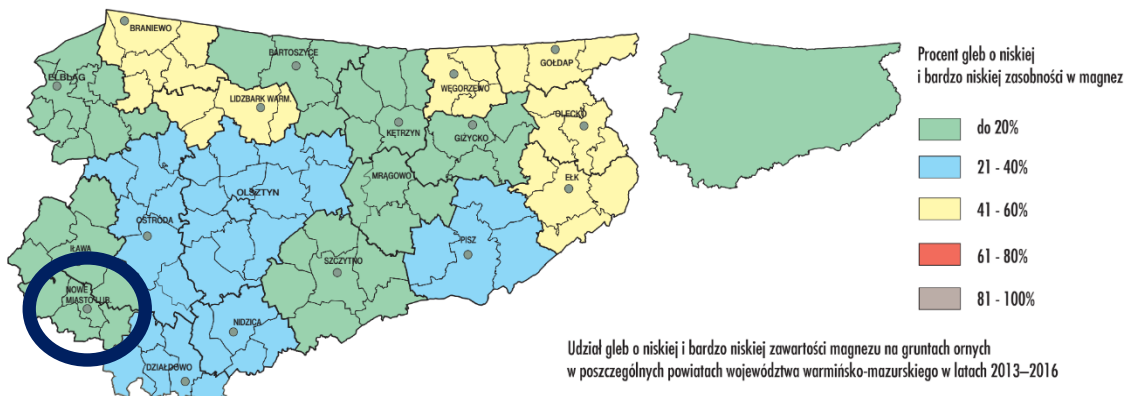 BRANIEWO
GOŁDAP
BARTOSZYCE
ELBLĄG
WĘGORZEWO
LIDZBARK WARM.
OLECKO
KĘTRZYN
GIŻYCKO
MRĄGOWO
EŁK
OLSZTYN
OSTRÓDA
PISZ
IŁAWA
SZCZYTNO
NOWE
MIASTO LUB.
NIDZICA
DZIAŁDOWO
Procent gleb o niskiej
i bardzo niskiej zasobności w magnez
do 20%
21 - 40%
41 - 60%
61 - 80%
81 - 100%
Udział gleb o niskiej i bardzo niskiej zawartości magnezu na gruntach ornych
w poszczególnych powiatach województwa warmińsko-mazurskiego w latach 2013–2016